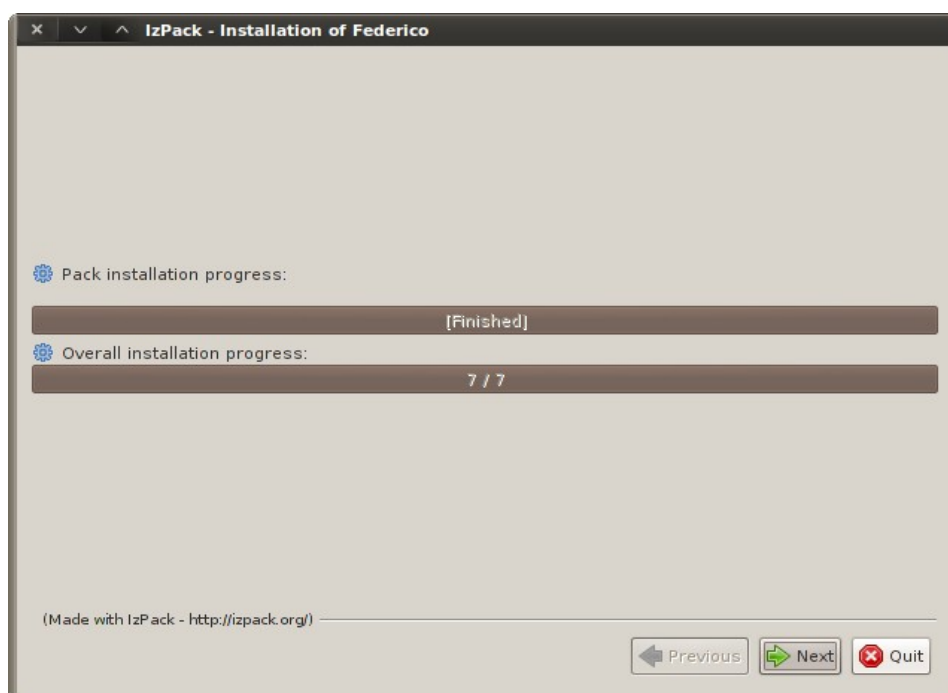 IzPack - Installation of Federico
Pack installation progress:
[Finished]
Overall installation progress:
7 / 7
(Made with IzPack - http://izpack.org/)
Previous Next Quit